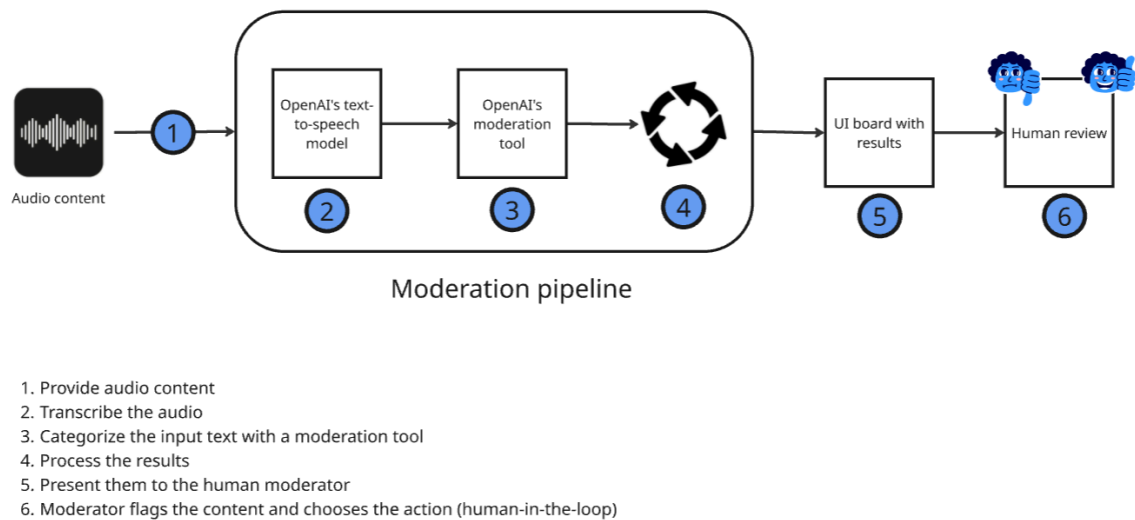 OpenAI's text-
to-speech
model
OpenAI's
moderation
tool
UI board with
results
Human review
1
Audio content
2
3
4
5
6
Moderation pipeline
1. Provide audio content
2. Transcribe the audio
3. Categorize the input text with a moderation tool
4. Process the results
5. Present them to the human moderator
6. Moderator flags the content and chooses the action (human-in-the-loop)